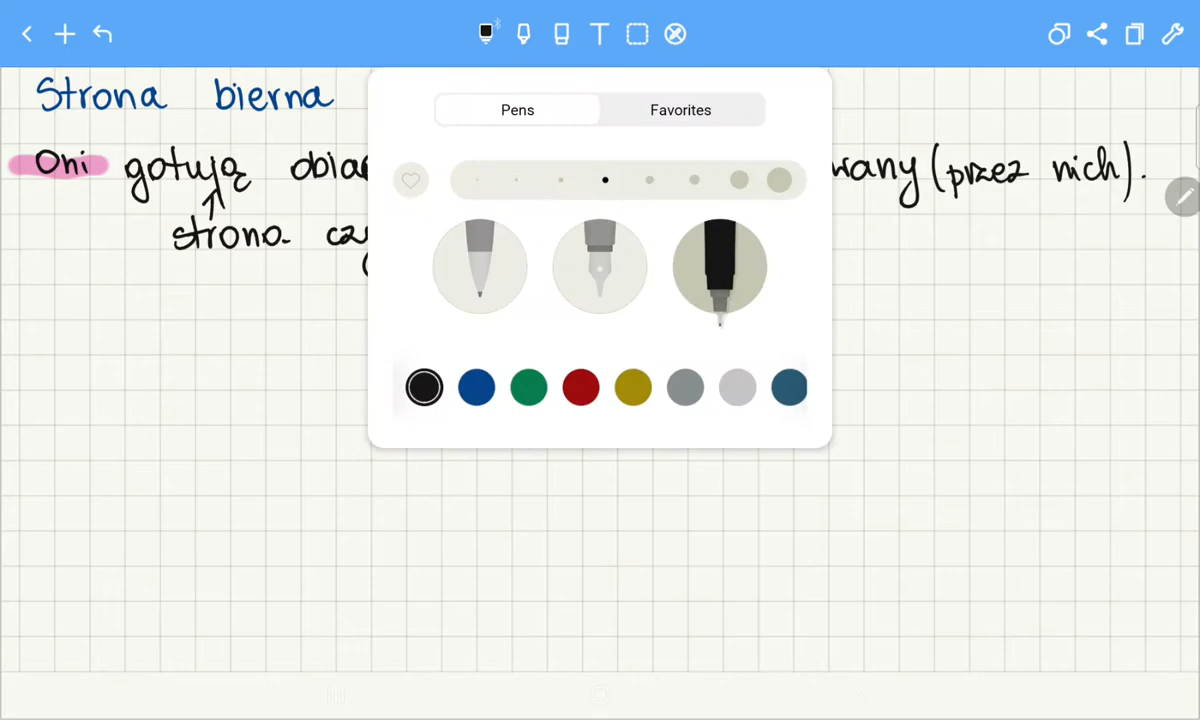 Pens Favorites
Strona bierna
Oni gotują (przez nich).
strona